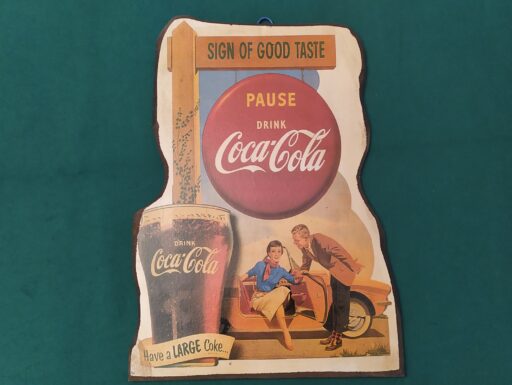 SIGN OF GOOD TASTE
PAUSE
DRINK
Coca-Cola
DRINK
Coca-Cola
Have a LARGE Coke...